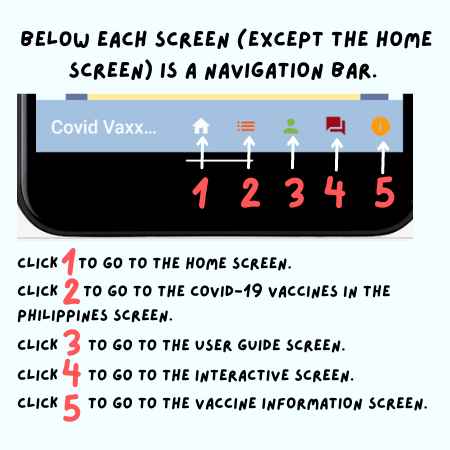 BELOW EACH SCREEN (EXCEPT THE HOME
SCREEN) IS A NAVIGATION BAR.
Covid Vaxx...
1 2 3 4 5
CLICK 1 TO GO TO THE HOME SCREEN.
CLICK 2 TO GO TO THE COVID-19 VACCINES IN THE
PHILIPPINES SCREEN.
CLICK 3 TO GO TO THE USER GUIDE SCREEN.
CLICK 4 TO GO TO THE INTERACTIVE SCREEN.
CLICK 5 TO GO TO THE VACCINE INFORMATION SCREEN.